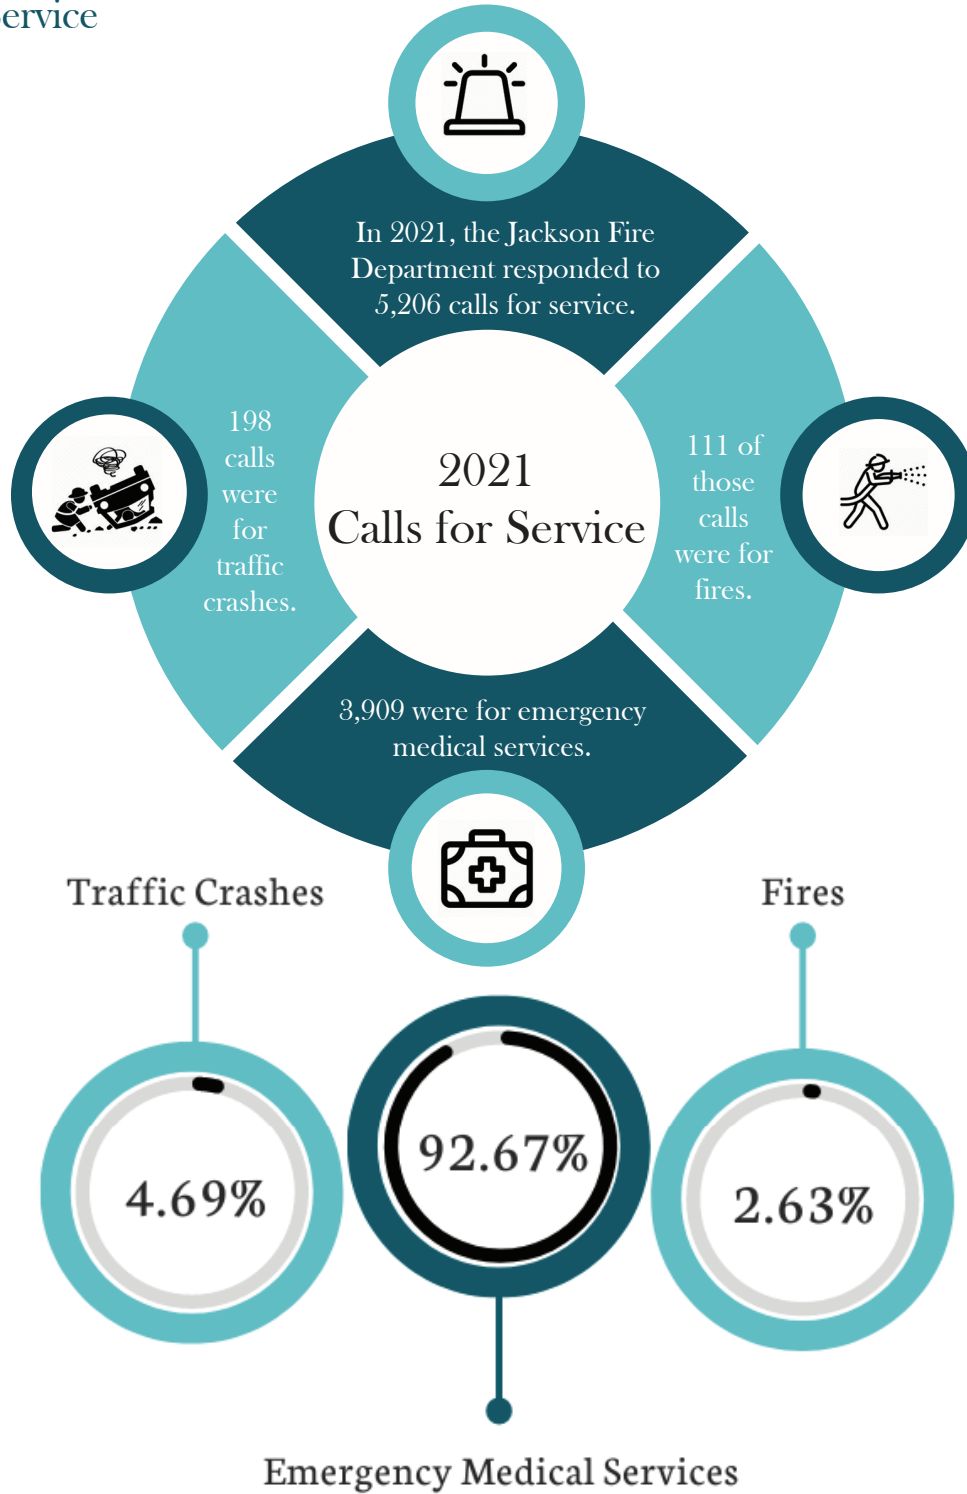 ervice
In 2021, the Jackson Fire
Department responded to
5,206 calls for service.
198
calls
were
for
traffic
crashes.
2021
Calls for Service
111 of
those
calls
were for
fires.
3,909 were for emergency
medical services.
Traffic Crashes
Fires
4.69%
92.67%
2.63%
Emergency Medical Services